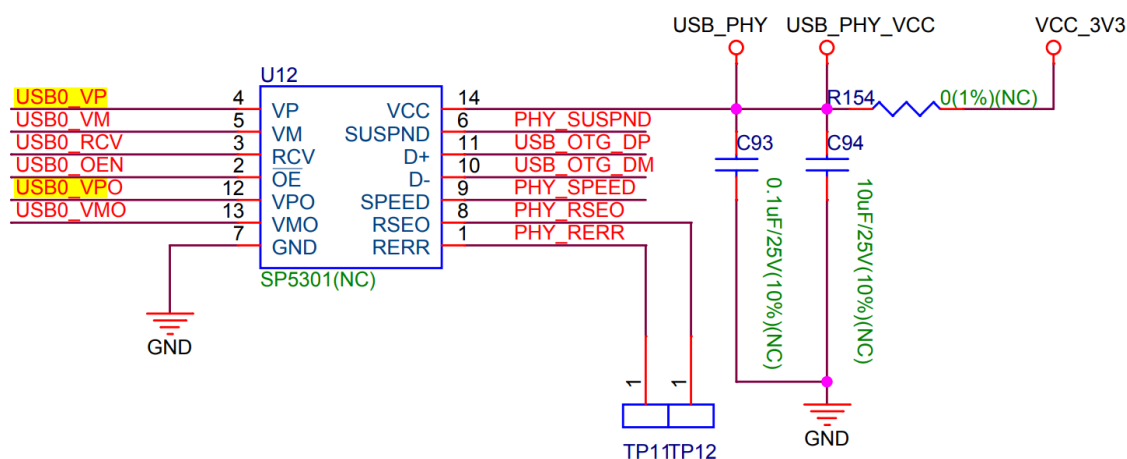 USB_PHY
USB_PHY_VCC
VCC_3V3
U12
R154
0(1%)(NC)
USB0_VP
4
VP
VCC
14
USB0_VM
5
VM
SUSPND
6
PHY_SUSPND
USB0_RCV
3
RCV
D+
11
USB_OTG_DP
USB0_OEN
2
OE
D-
10
USB_OTG_DM
USB0_VPO
12
VPO
SPEED
9
PHY_SPEED
USB0_VMO
13
VMO
RSEO
8
PHY_RSEO
7
GND
RERR
1
PHY_RERR
SP5301(NC)
C93
C94
0.1uF/25V(10%)(NC)
10uF/25V(10%)(NC)
GND
1
1
TP11
TP12
GND